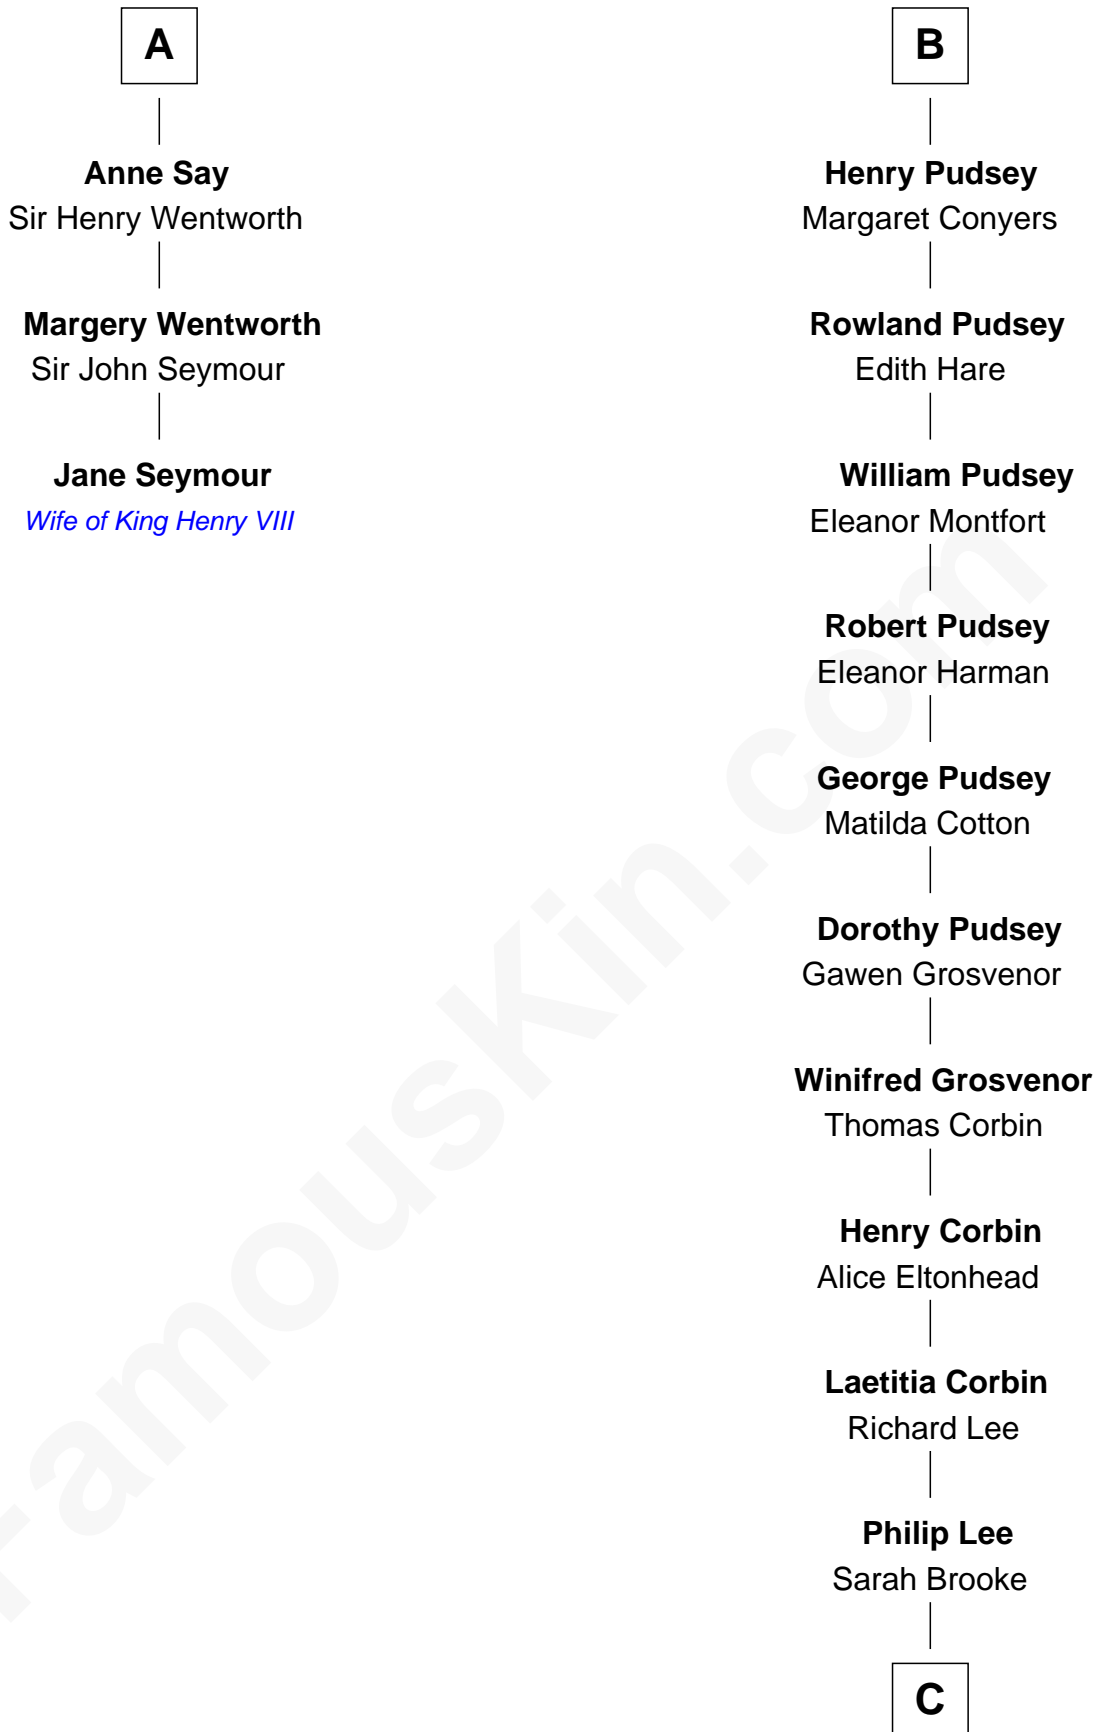 A
Anne Say
Sir Henry Wentworth
Margery Wentworth
Sir John Seymour
Jane Seymour
Wife of King Henry VIII
B
Henry Pudsey
Margaret Conyers
Rowland Pudsey
Edith Hare
William Pudsey
Eleanor Montfort
Robert Pudsey
Eleanor Harman
George Pudsey
Matilda Cotton
Dorothy Pudsey
Gawen Grosvenor
Winifred Grosvenor
Thomas Corbin
Henry Corbin
Alice Eltonhead
Laetitia Corbin
Richard Lee
Philip Lee
Sarah Brooke
C
FamousKin.com